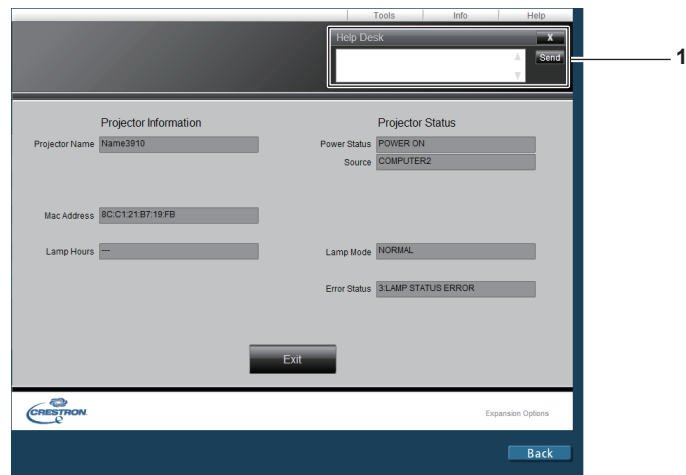 Tools Info Help
Help Desk X
Send
1
Projector Information Projector Status
Projector Name Name3910 Power Status POWER ON
Source COMPUTER2
Mac Address 8C:C1:21:B7:19:FB
Lamp Hours --- Lamp Mode NORMAL
Error Status 3:LAMP STATUS ERROR
Exit
CRESTRON. Expansion Options
Back